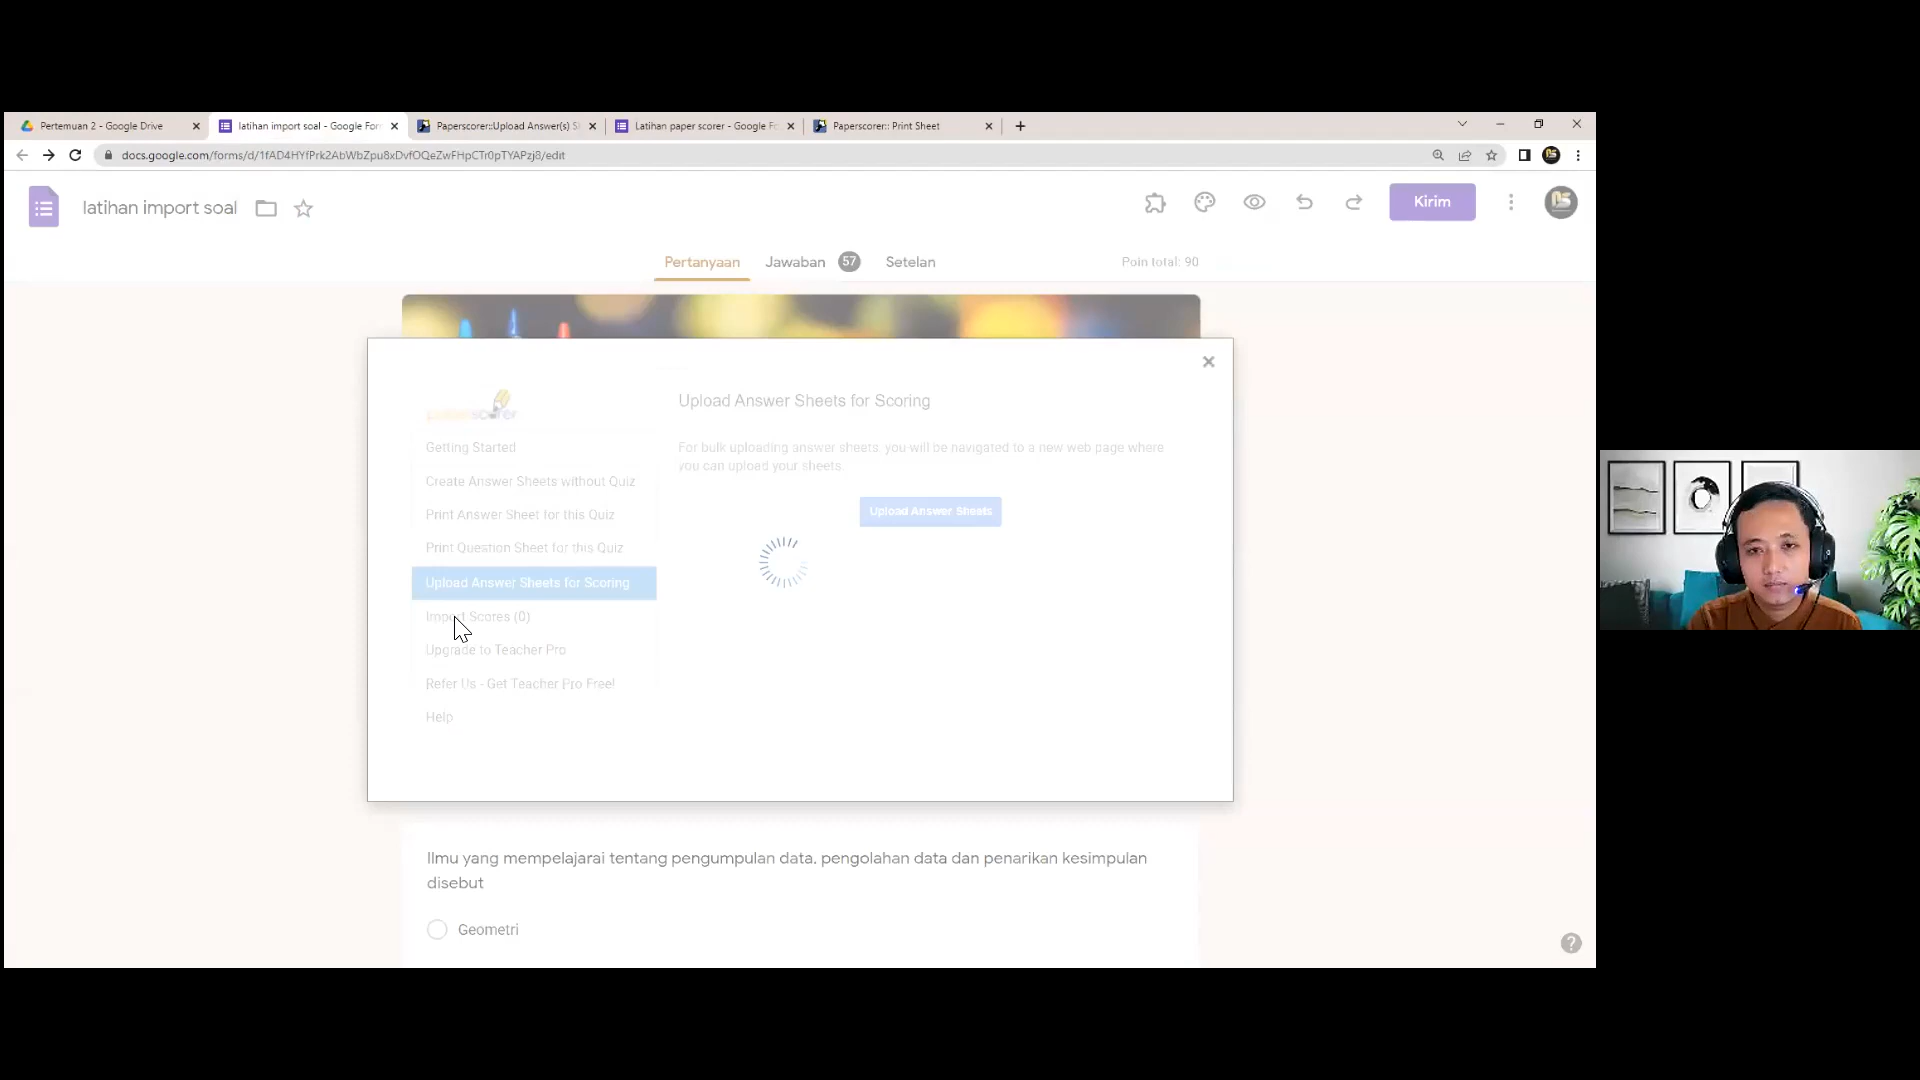 Pertemuan 2 - Google Drive
latihan import soal - Google For
Paperscorer::Upload Answer(s) S
Latihan paper scorer - Google Fo
Paperscorer:: Print Sheet
docs.google.com/forms/d/1fAD4HYfPrk2AbWbZpu8xDvfOQeZwFHpCTr0pTYAPzj8/edit
latihan import soal
Kirim
Pertanyaan
Jawaban
57
Setelan
Poin total: 90
Upload Answer Sheets for Scoring
For bulk uploading answer sheets, you will be navigated to a new web page where
you can upload your sheets.
Upload Answer Sheets
Getting Started
Create Answer Sheets without Quiz
Print Answer Sheet for this Quiz
Print Question Sheet for this Quiz
Upload Answer Sheets for Scoring
Import Scores (0)
Upgrade to Teacher Pro
Refer Us - Get Teacher Pro Free!
Help
Ilmu yang mempelajarai tentang pengumpulan data, pengolahan data dan penarikan kesimpulan
disebut
Geometri